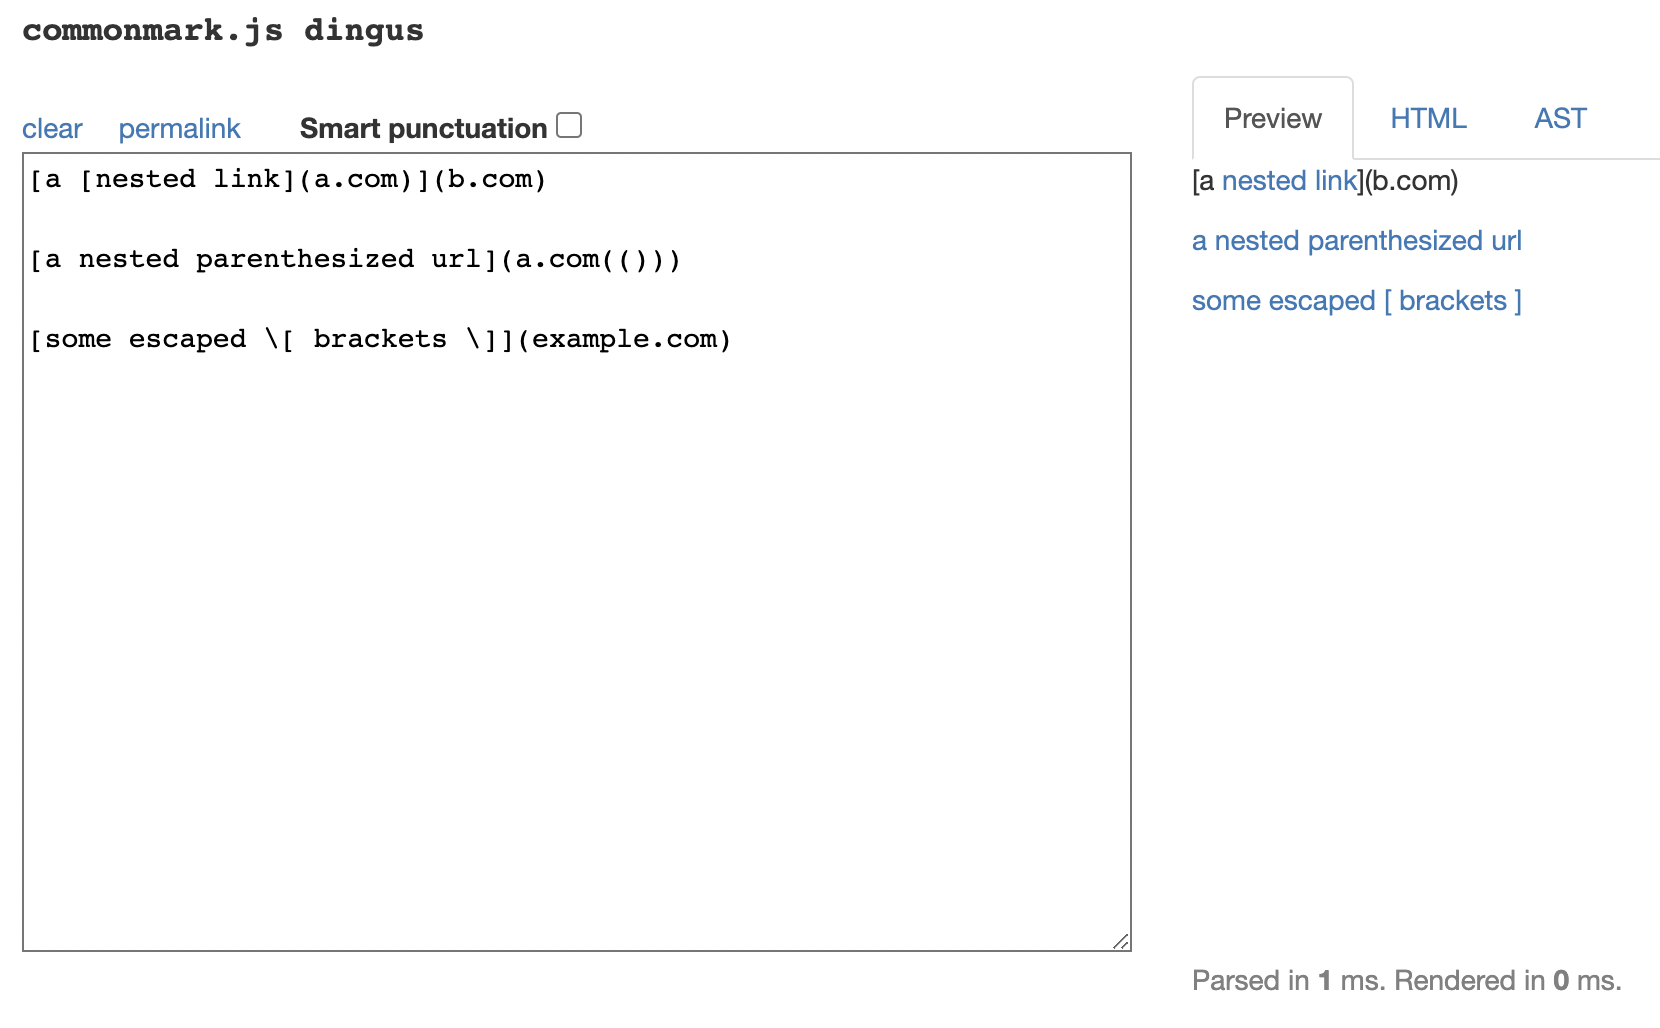 commonmark.js dingus
clear permalink Smart punctuation
Preview HTML AST
[a [nested link](a.com)](b.com)
[a nested parenthesized url](a.com(()))
[some escaped \[ brackets \]](example.com)
[a nested link](b.com)
a nested parenthesized url
some escaped [ brackets ]
Parsed in 1 ms. Rendered in 0 ms.